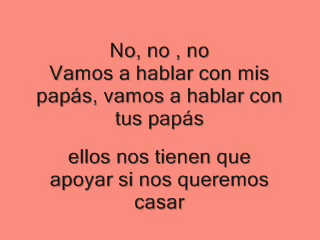 No, no , no
Vamos a hablar con mis
papás, vamos a hablar con
tus papás
ellos nos tienen que
apoyar si nos queremos
casar